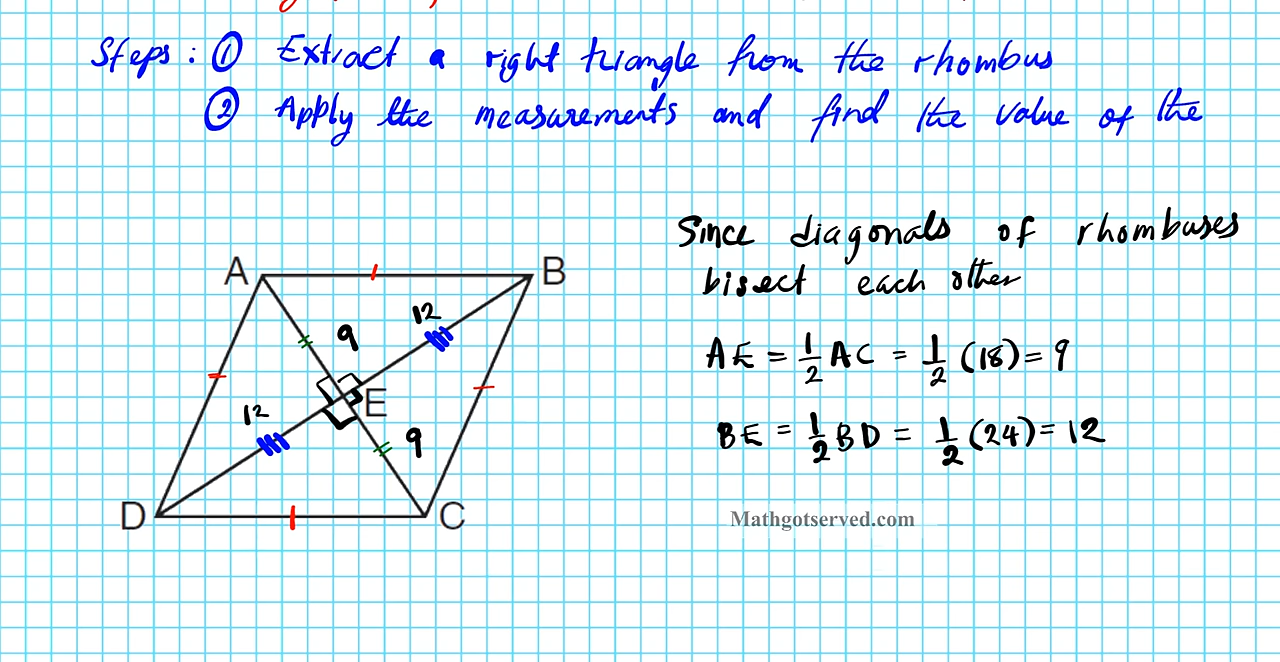 Steps : ① Extract a right triangle from the rhombus
② Apply the measurements and find the value of the
Since diagonals of rhombuses
bisect each other
A B
12
9
AE = 1/2 AC = 1/2 (18) = 9
E
12
9
BE = 1/2 BD = 1/2 (24) = 12
D C
Mathgotserved.com